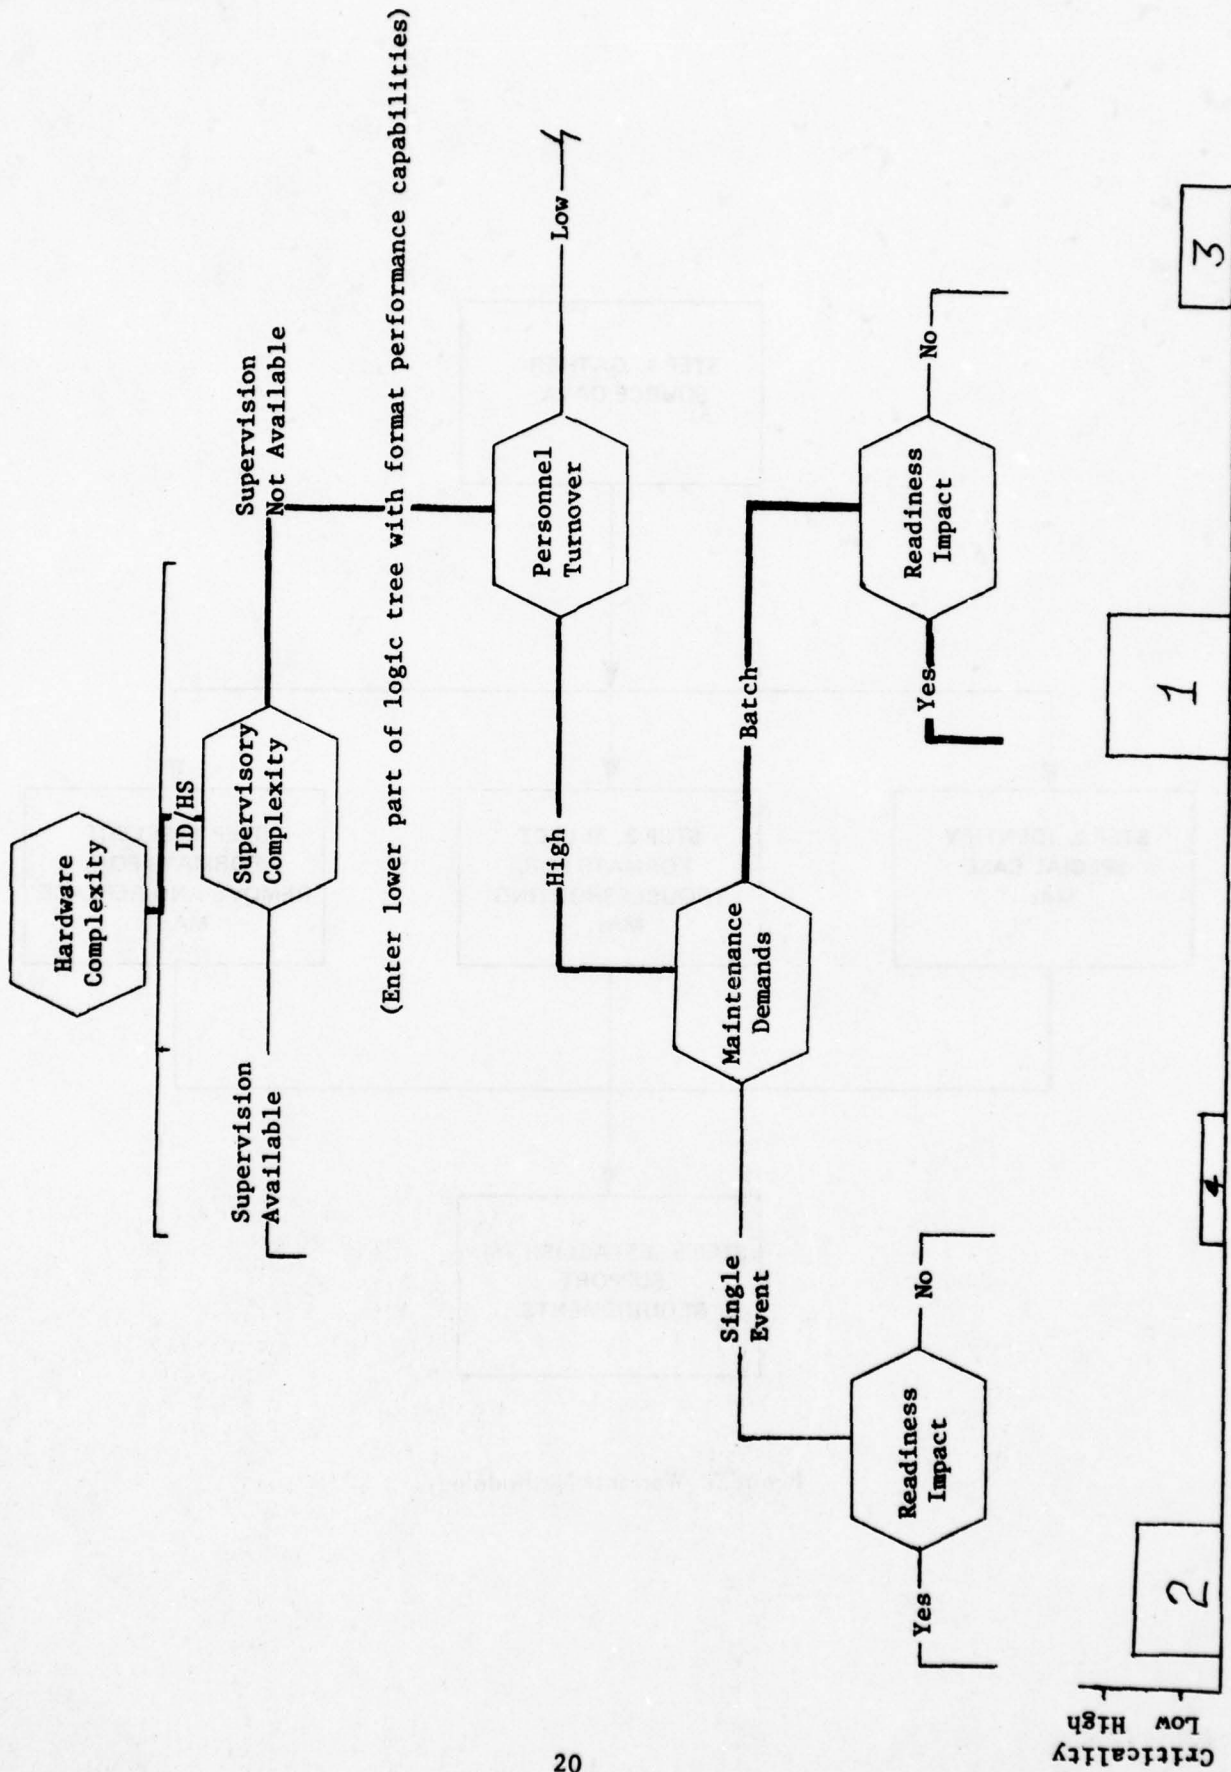 Hardware
Complexity
ID/HS
Supervision
Available
Supervisory
Complexity
Supervision
Not Available
(Enter lower part of logic tree with format performance capabilities)
High
Personnel
Turnover
Low
Single
Event
Maintenance
Demands
Batch
Yes
Readiness
Impact
No
Yes
Readiness
Impact
No
Criticality
High
Low
2
4
1
3
20